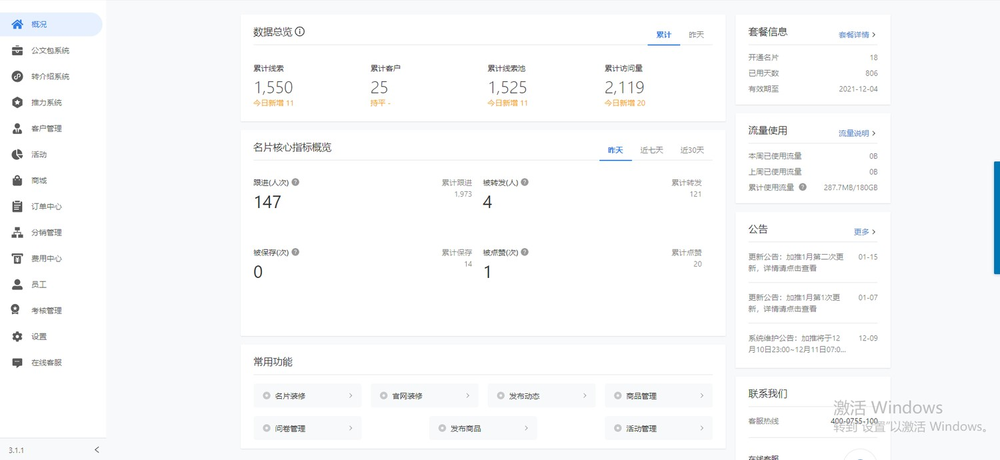 概况
公文包系统
转介绍系统
推力系统
客户管理
活动
商城
订单中心
分销管理
费用中心
员工
考核管理
设置
在线客服
3.1.1
数据总览
累计 昨天
累计线索 累计客户 累计线索池 累计访问量
1,550 25 1,525 2,119
今日新增 11 持平 - 今日新增 11 今日新增 20
名片核心指标概览
昨天 近七天 近30天
跟进(人次) 累计跟进 被转发(人) 累计转发
147 1,973 4 121
被保存(次) 累计保存 被点赞(次) 累计点赞
0 14 1 20
常用功能
名片装修 官网装修 发布动态 商品管理
问卷管理 发布商品 活动管理
套餐信息 套餐详情
开通名片 18
已用天数 806
有效期至 2021-12-04
流量使用 流量说明
本周已使用流量 0B
上周已使用流量 0B
累计使用流量 287.7MB/180GB
公告 更多
更新公告：加推1月第二次更 01-15
新，详情请点击查看
更新公告：加推1月第1次更 01-07
新，详情请点击查看
系统维护公告：加推将于12 12-09
月10日23:00~12月11日07:0...
联系我们
客服热线 400-0755-100
在线客服
激活 Windows
转到"设置"以激活 Windows。